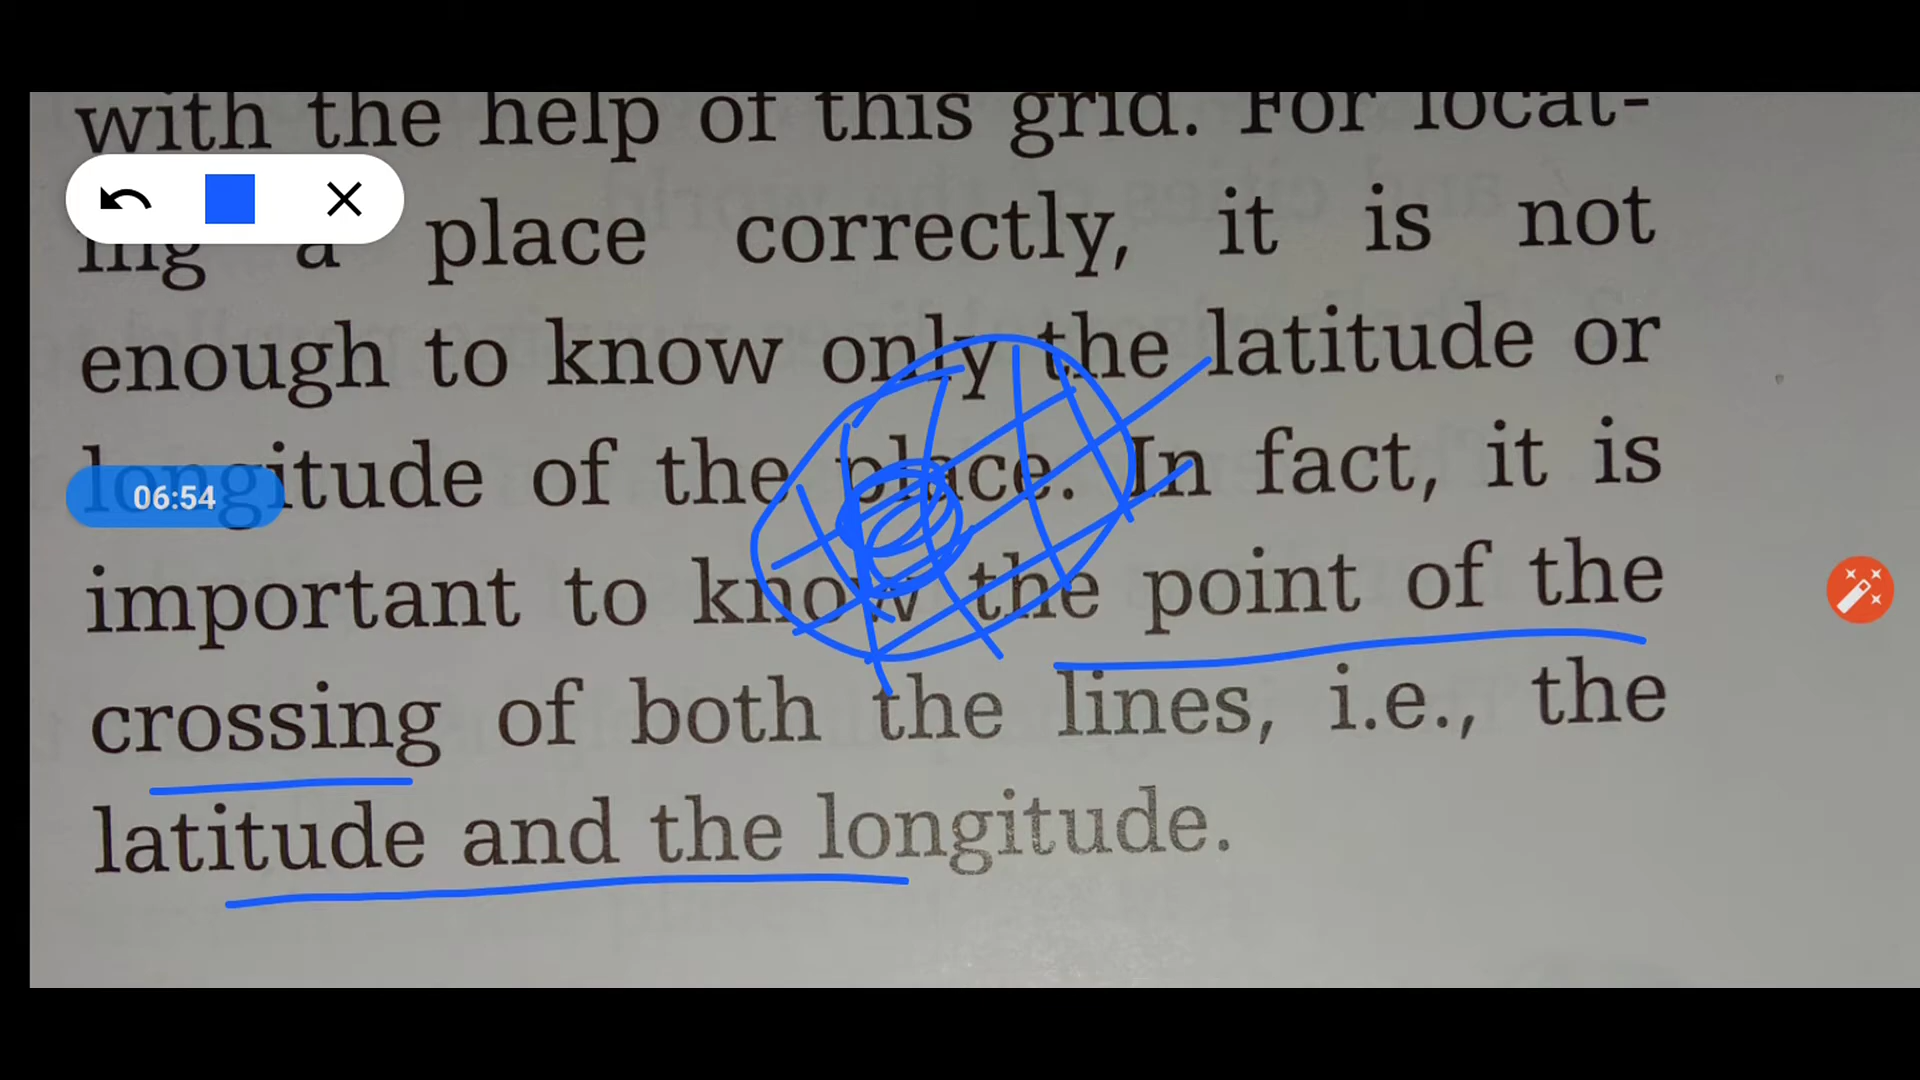 with the help of this grid. For locat-
ing a place correctly, it is not
enough to know only the latitude or
longitude of the place. In fact, it is
06:54
important to know the point of the
crossing of both the lines, i.e., the
latitude and the longitude.